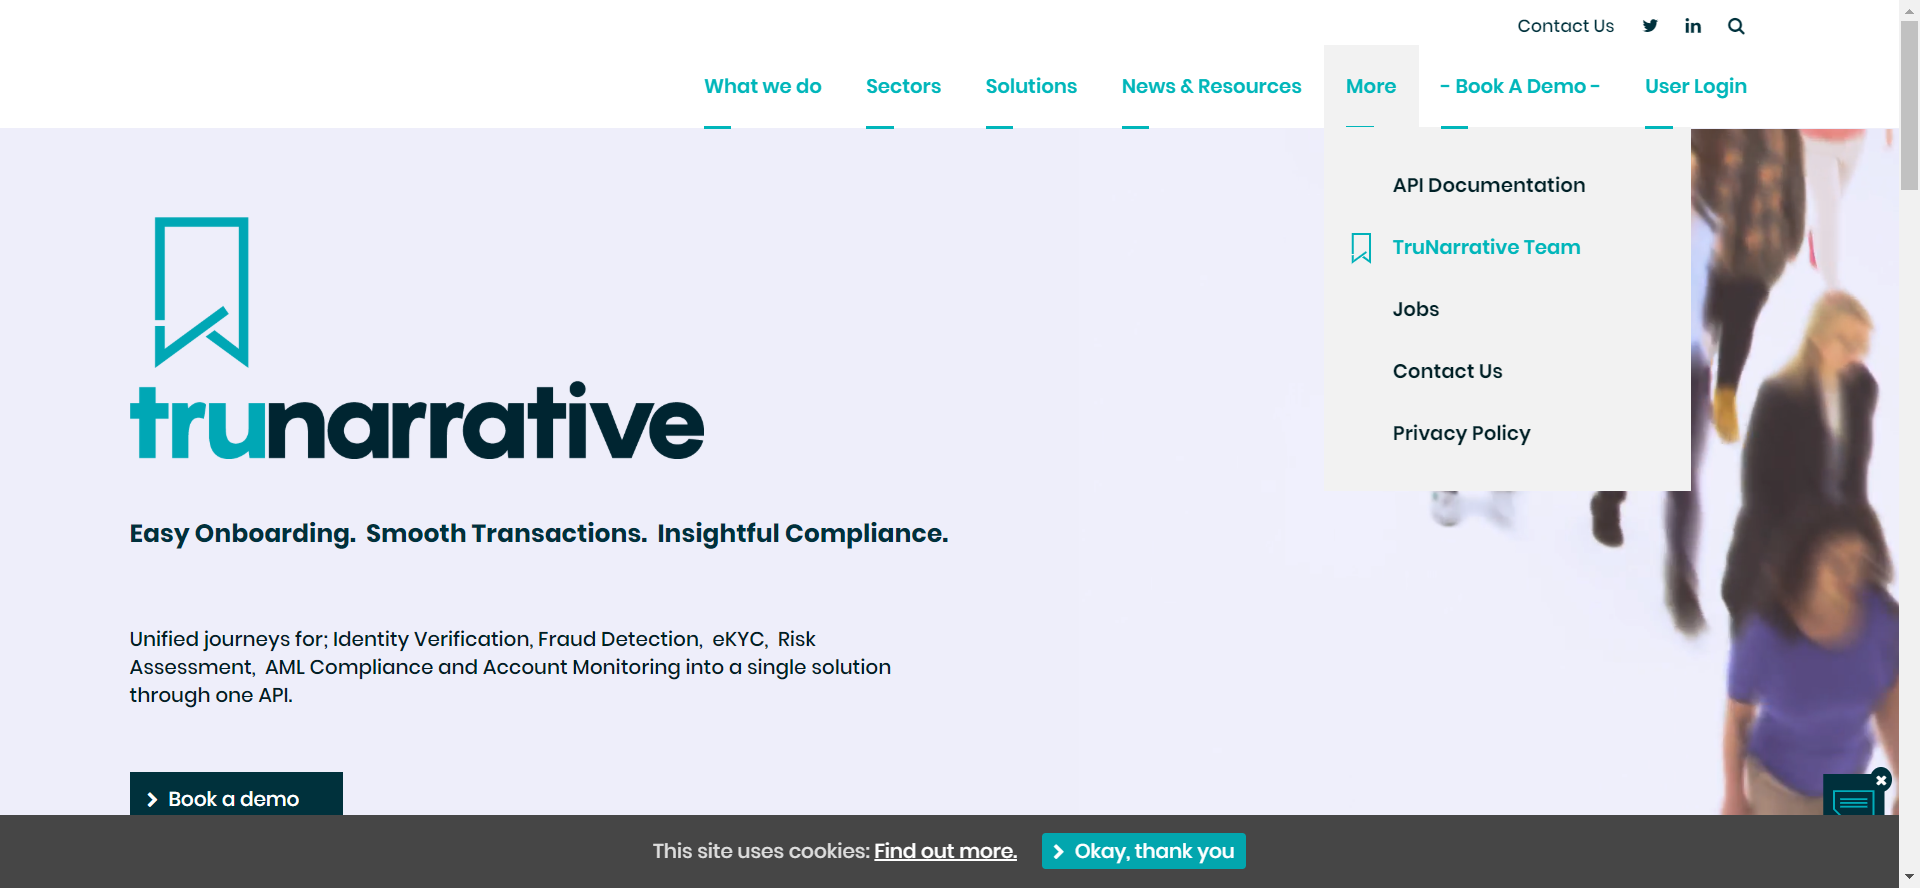 Contact Us
What we do
Sectors
Solutions
News & Resources
More
- Book A Demo -
User Login
API Documentation
TruNarrative Team
Jobs
Contact Us
Privacy Policy
trunarrative
Easy Onboarding. Smooth Transactions. Insightful Compliance.
Unified journeys for; Identity Verification, Fraud Detection, eKYC, Risk
Assessment, AML Compliance and Account Monitoring into a single solution
through one API.
Book a demo
This site uses cookies: Find out more.
Okay, thank you